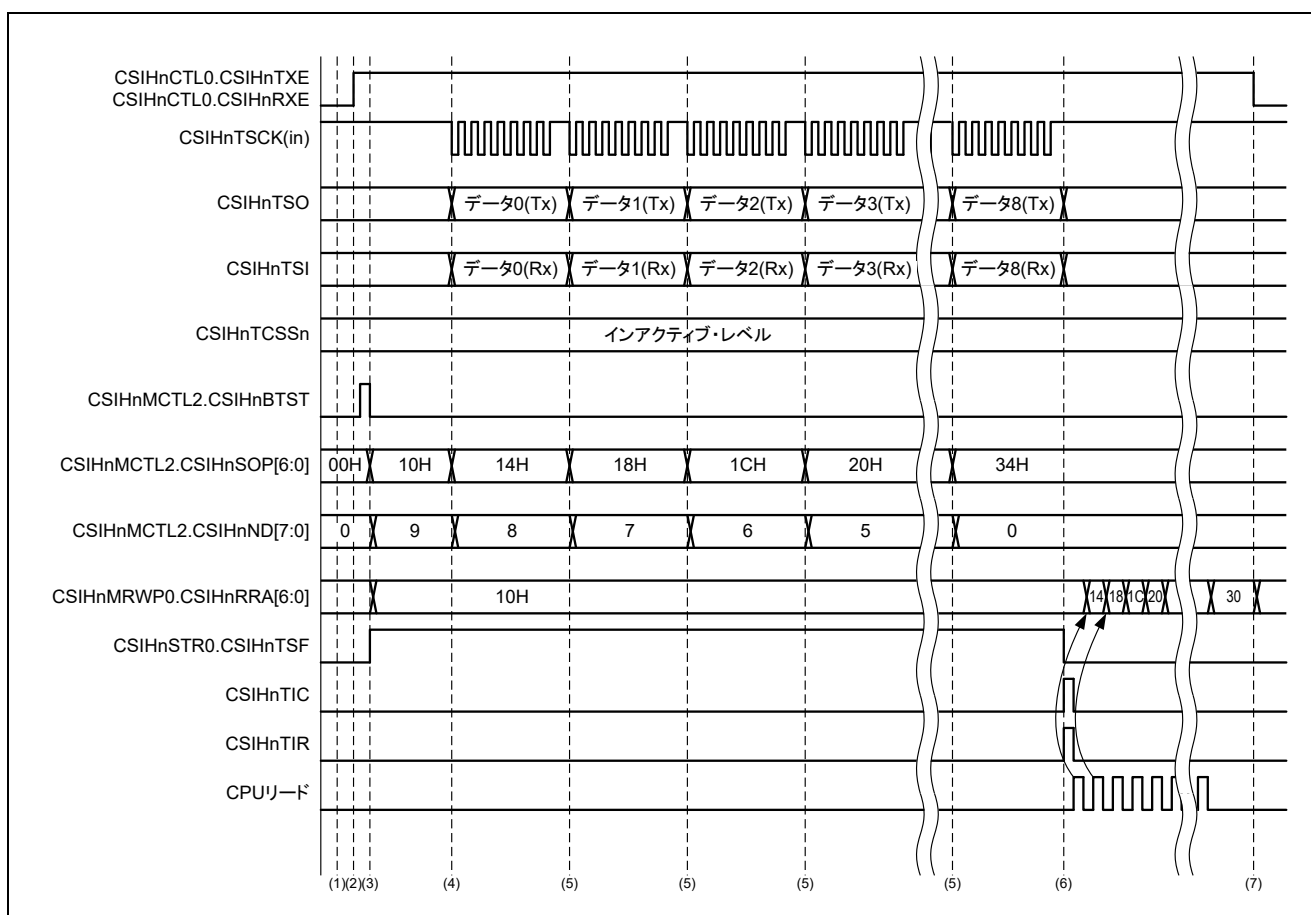 CSIHnCTL0.CSIHnTXE
CSIHnCTL0.CSIHnRXE
CSIHnTSCK(in)
CSIHnTSO
データ0(Tx) データ1(Tx) データ2(Tx) データ3(Tx) データ8(Tx)
CSIHnTSI
データ0(Rx) データ1(Rx) データ2(Rx) データ3(Rx) データ8(Rx)
CSIHnTCSSn
インアクティブ・レベル
CSIHnMCTL2.CSIHnBTST
CSIHnMCTL2.CSIHnSOP[6:0]
00H 10H 14H 18H 1CH 20H 34H
CSIHnMCTL2.CSIHnND[7:0]
0 9 8 7 6 5 0
CSIHnMRWP0.CSIHnRRA[6:0]
10H 14 18 1C 20 30
CSIHnSTR0.CSIHnTSF
CSIHnTIC
CSIHnTIR
CPUリード
(1) (2) (3) (4) (5) (5) (5) (5) (6) (7)